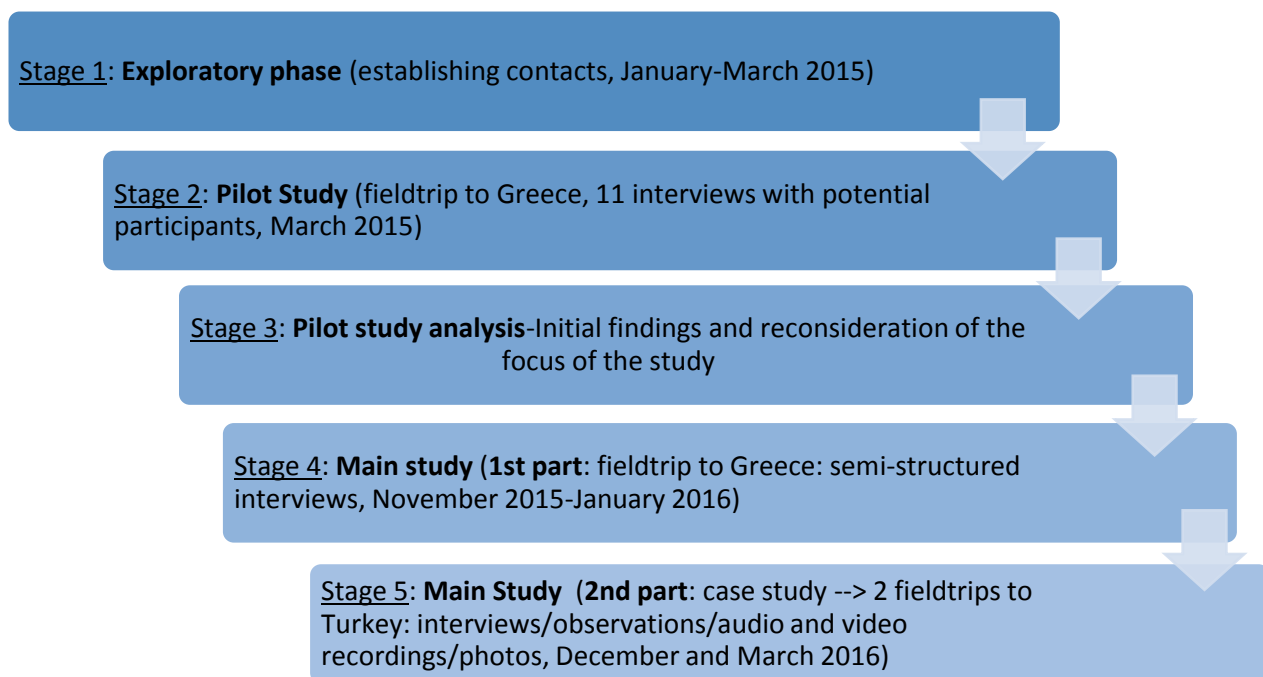 Stage 1: Exploratory phase (establishing contacts, January-March 2015)
Stage 2: Pilot Study (fieldtrip to Greece, 11 interviews with potential
participants, March 2015)
Stage 3: Pilot study analysis-Initial findings and reconsideration of the
focus of the study
Stage 4: Main study (1st part: fieldtrip to Greece: semi-structured
interviews, November 2015-January 2016)
Stage 5: Main Study (2nd part: case study --> 2 fieldtrips to
Turkey: interviews/observations/audio and video
recordings/photos, December and March 2016)